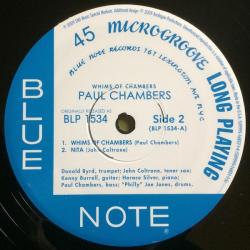 45 MICROGROOVE LONG PLAYING
BLUE NOTE RECORDS 767 LEXINGTON AVE NYC
BLUE
NOTE
WHIMS OF CHAMBERS
PAUL CHAMBERS
ORIGINALLY RELEASED AS
BLP 1534
Side 2
(BLP 1534-A)
1. WHIMS OF CHAMBERS (Paul Chambers)
2. NITA (John Coltrane)
Donald Byrd, trumpet; John Coltrane, tenor sax;
Kenny Burrell, guitar; Horace Silver, piano;
Paul Chambers, bass; "Philly" Joe Jones, drums.